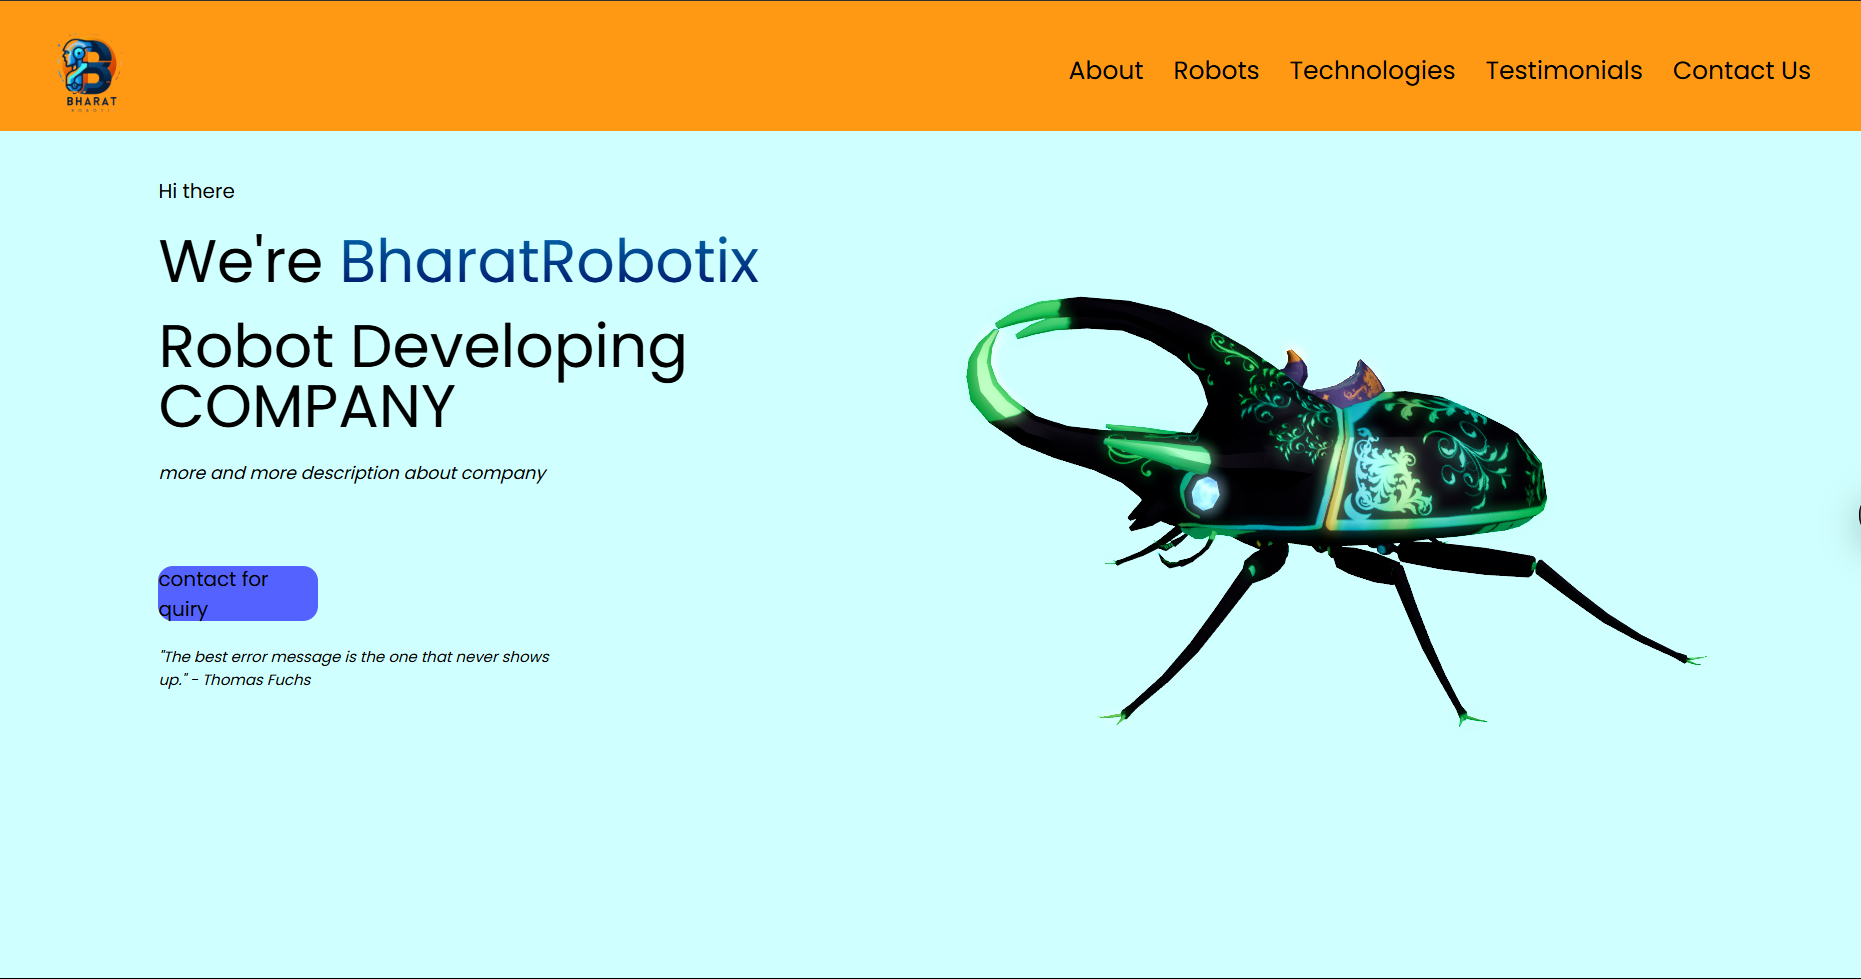 BHARAT
About Robots Technologies Testimonials Contact Us
Hi there
We're BharatRobotix
Robot Developing
COMPANY
more and more description about company
contact for
quiry
"The best error message is the one that never shows
up." - Thomas Fuchs